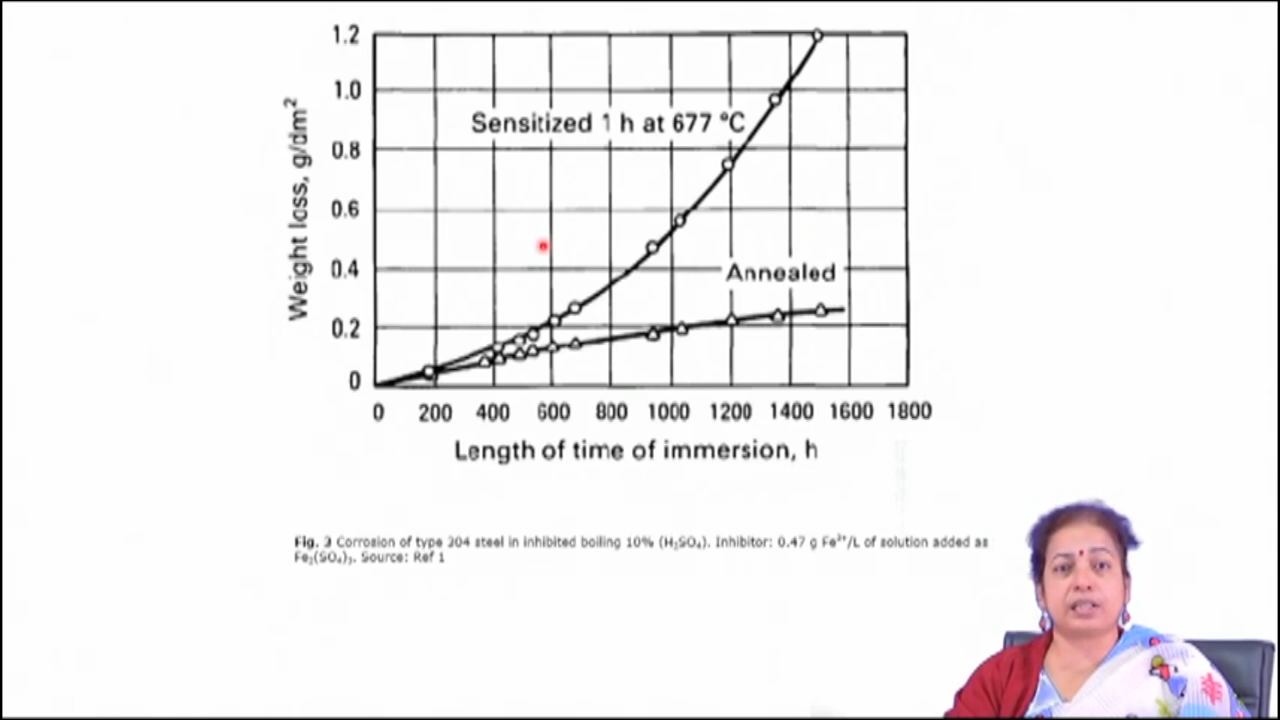 1.2
1.0
0.8
0.6
0.4
0.2
0
Weight loss, g/dm²
Sensitized 1 h at 677 °C
Annealed
0 200 400 600 800 1000 1200 1400 1600 1800
Length of time of immersion, h
Fig. 3 Corrosion of type 304 steel in inhibited boiling 10% (H₂SO₄). Inhibitor: 0.47 g Fe³⁺/L of solution added as
Fe₂(SO₄)₃. Source: Ref 1